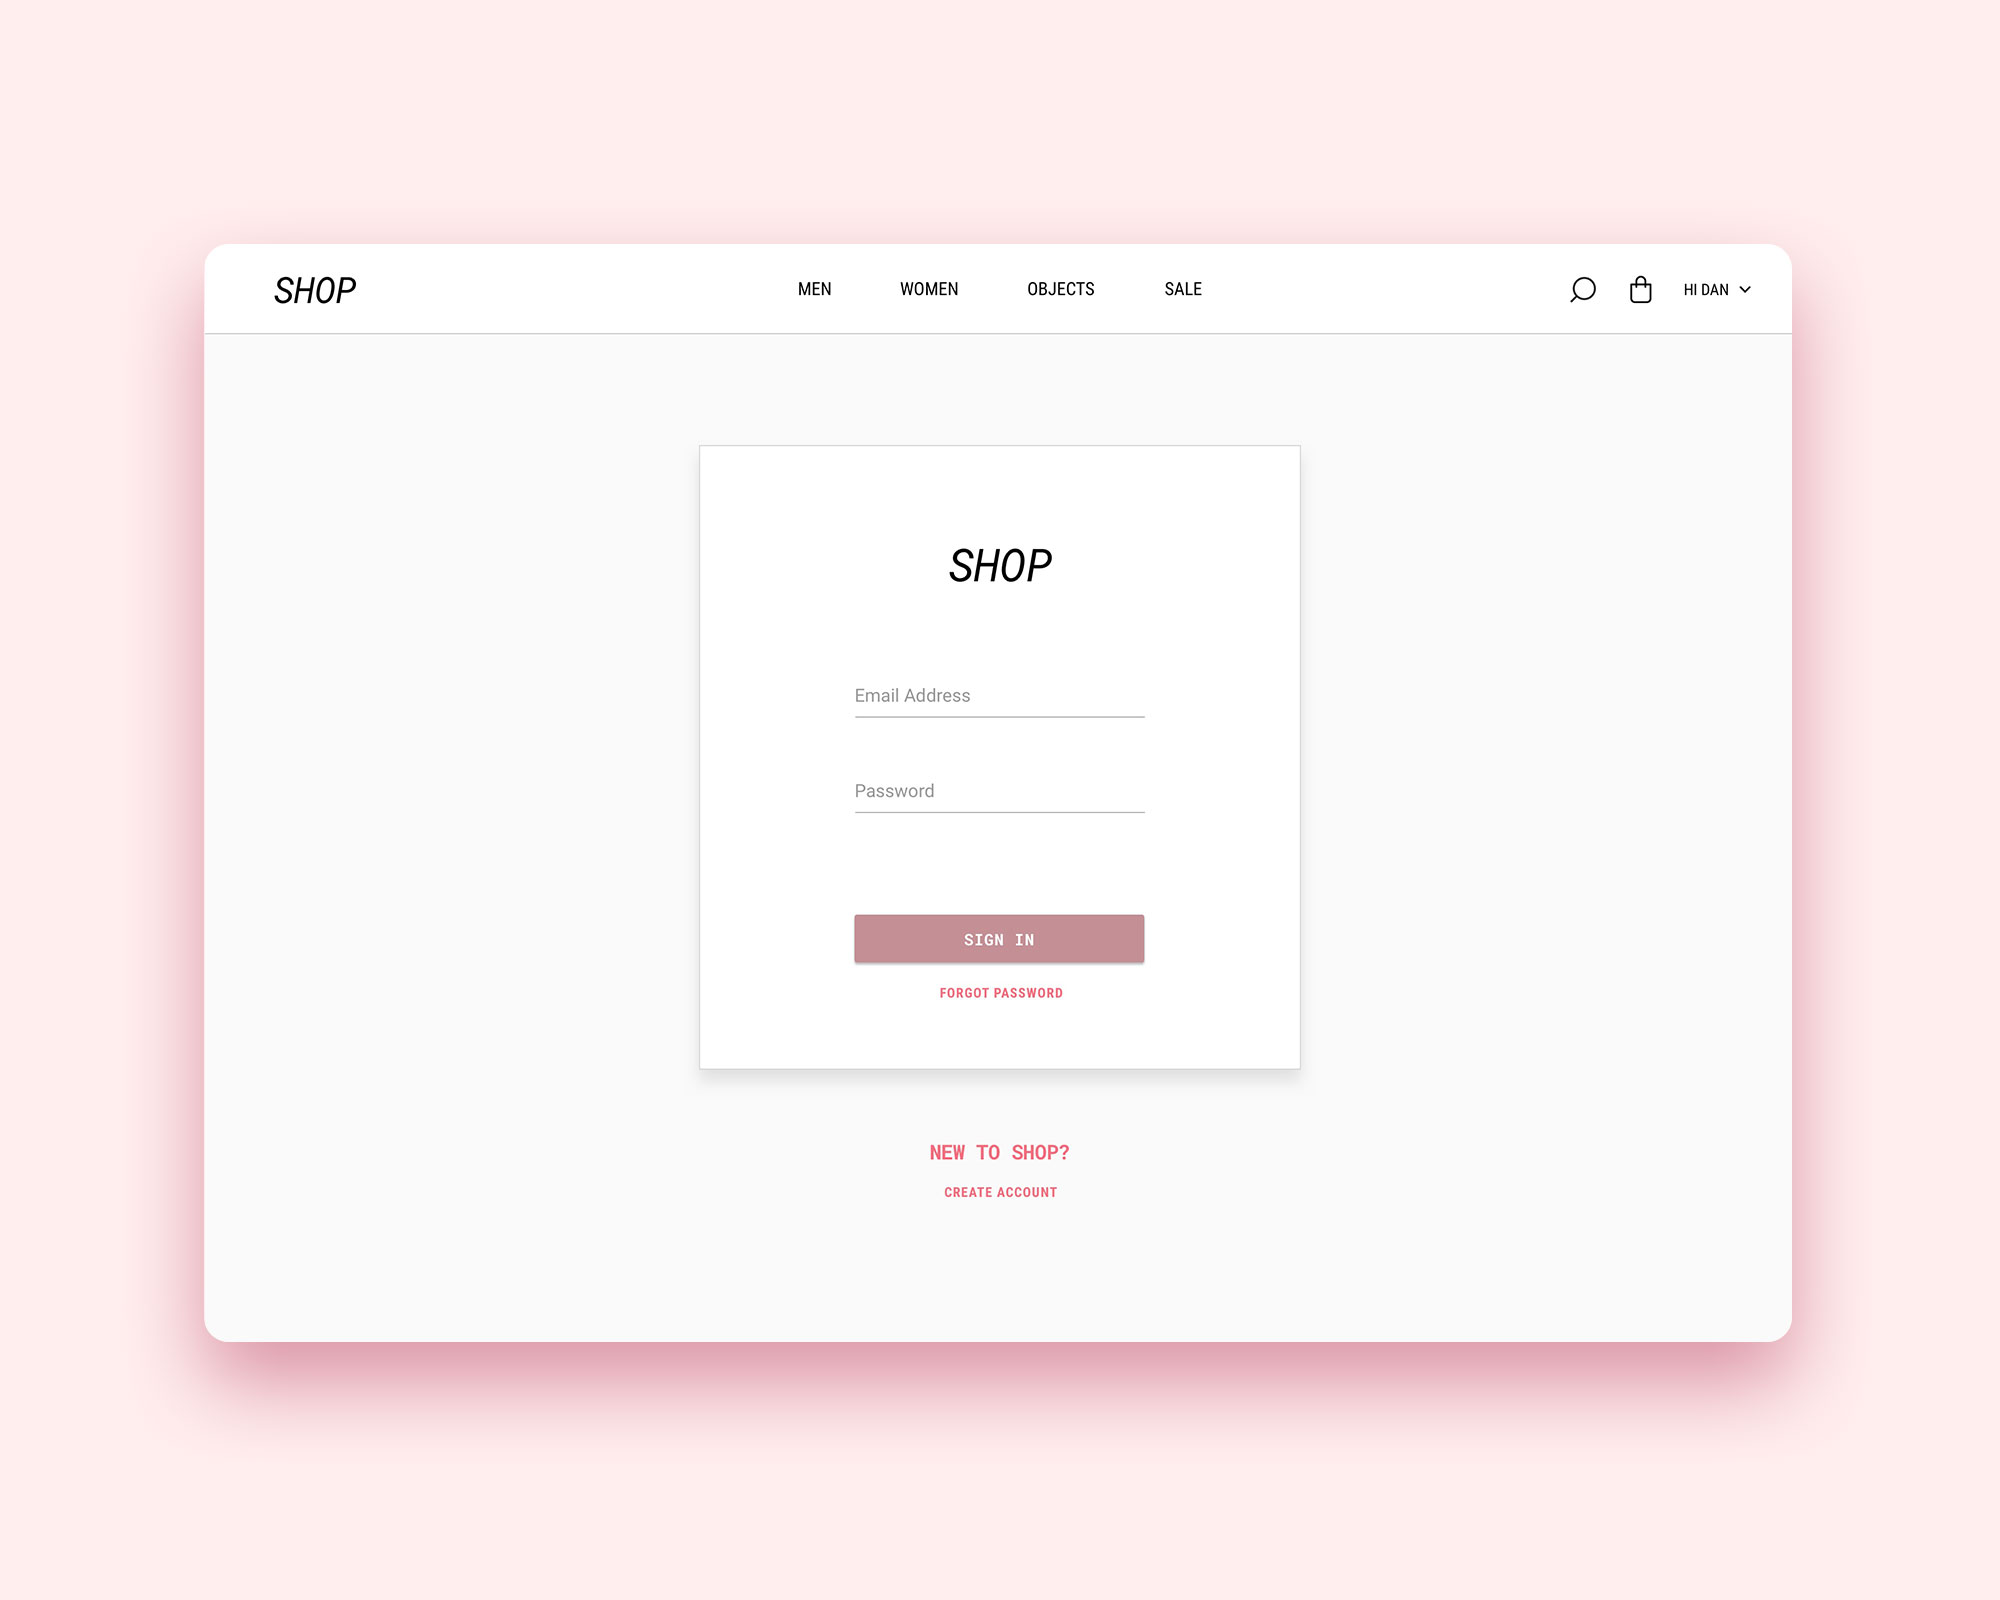 SHOP
MEN WOMEN OBJECTS SALE
HI DAN
SHOP
Email Address
Password
SIGN IN
FORGOT PASSWORD
NEW TO SHOP?
CREATE ACCOUNT